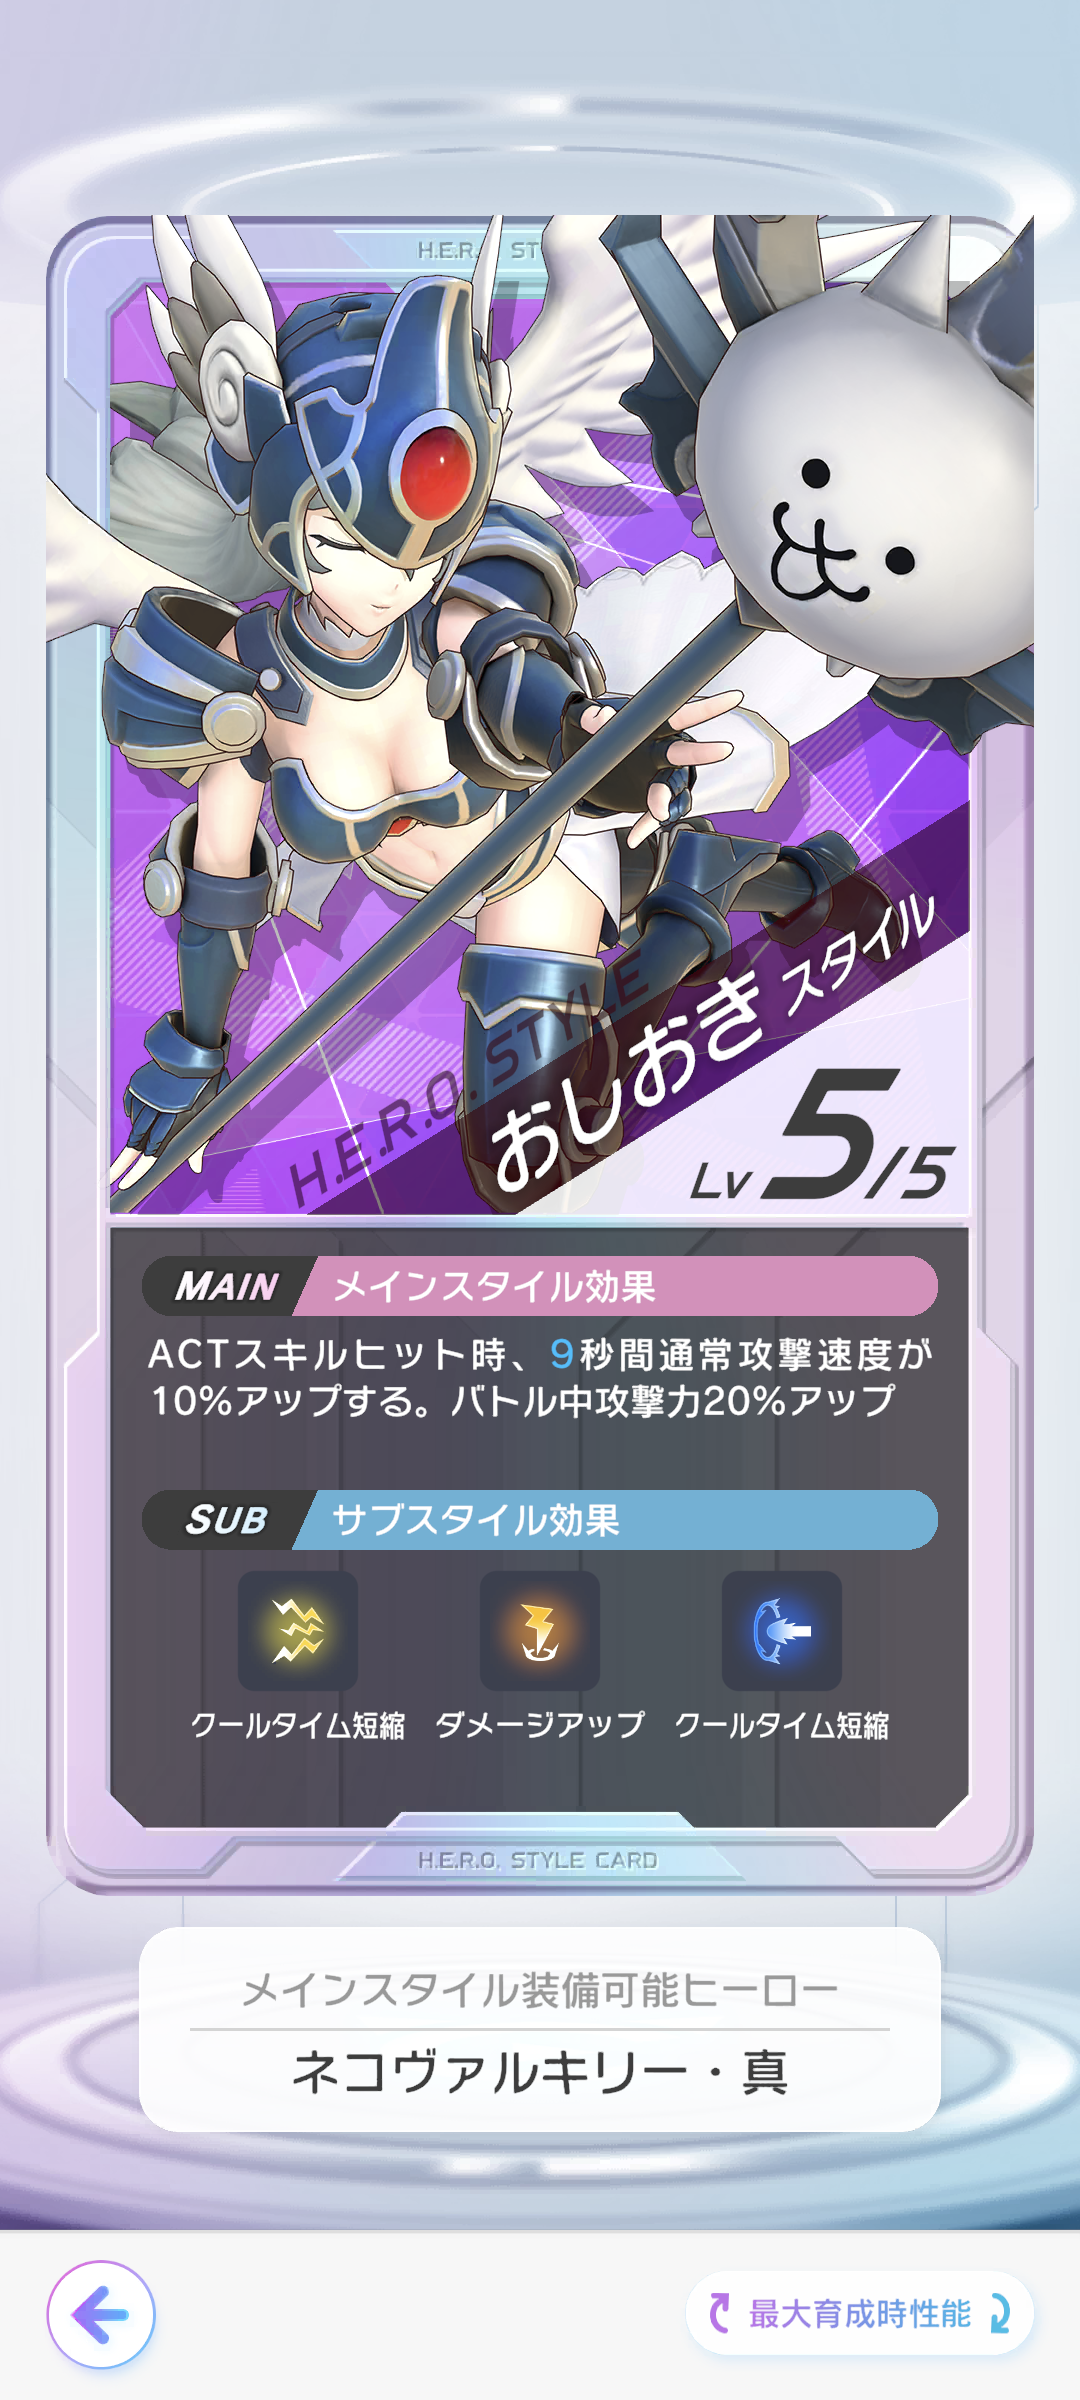 H.E.R. ST
H.E.R.O. STYLE
おしおきスタイル
Lv 5/5
MAIN メインスタイル効果
ACTスキルヒット時、9秒間通常攻撃速度が
10%アップする。バトル中攻撃力20%アップ
SUB サブスタイル効果
クールタイム短縮 ダメージアップ クールタイム短縮
H.E.R.O. STYLE CARD
メインスタイル装備可能ヒーロー
ネコヴァルキリー・真
最大育成時性能